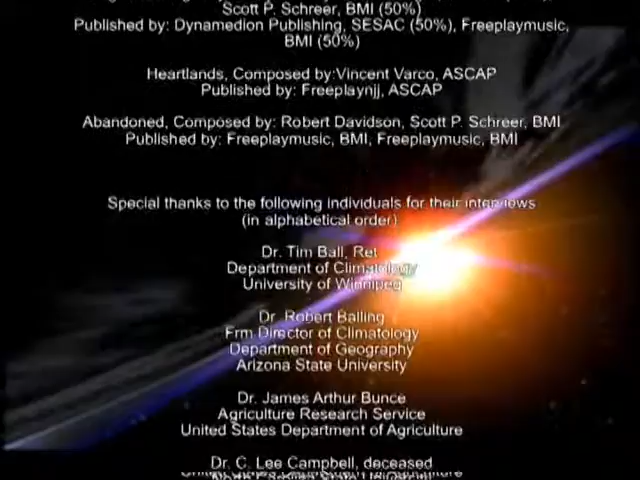 Scott P. Schreer, BMI (50%)
Published by: Dynamedion Publishing, SESAC (50%), Freeplaymusic,
BMI (50%)
Heartlands, Composed by:Vincent Varco, ASCAP
Published by: Freeplaynjj, ASCAP
Abandoned, Composed by: Robert Davidson, Scott P. Schreer, BMI
Published by: Freeplaymusic, BMI, Freeplaymusic, BMI
Special thanks to the following individuals for their interviews
(in alphabetical order)
Dr. Tim Ball, Ret
Department of Climatology
University of Winnipeg
Dr. Robert Balling
Frm Director of Climatology
Department of Geography
Arizona State University
Dr. James Arthur Bunce
Agriculture Research Service
United States Department of Agriculture
Dr. C. Lee Campbell, deceased